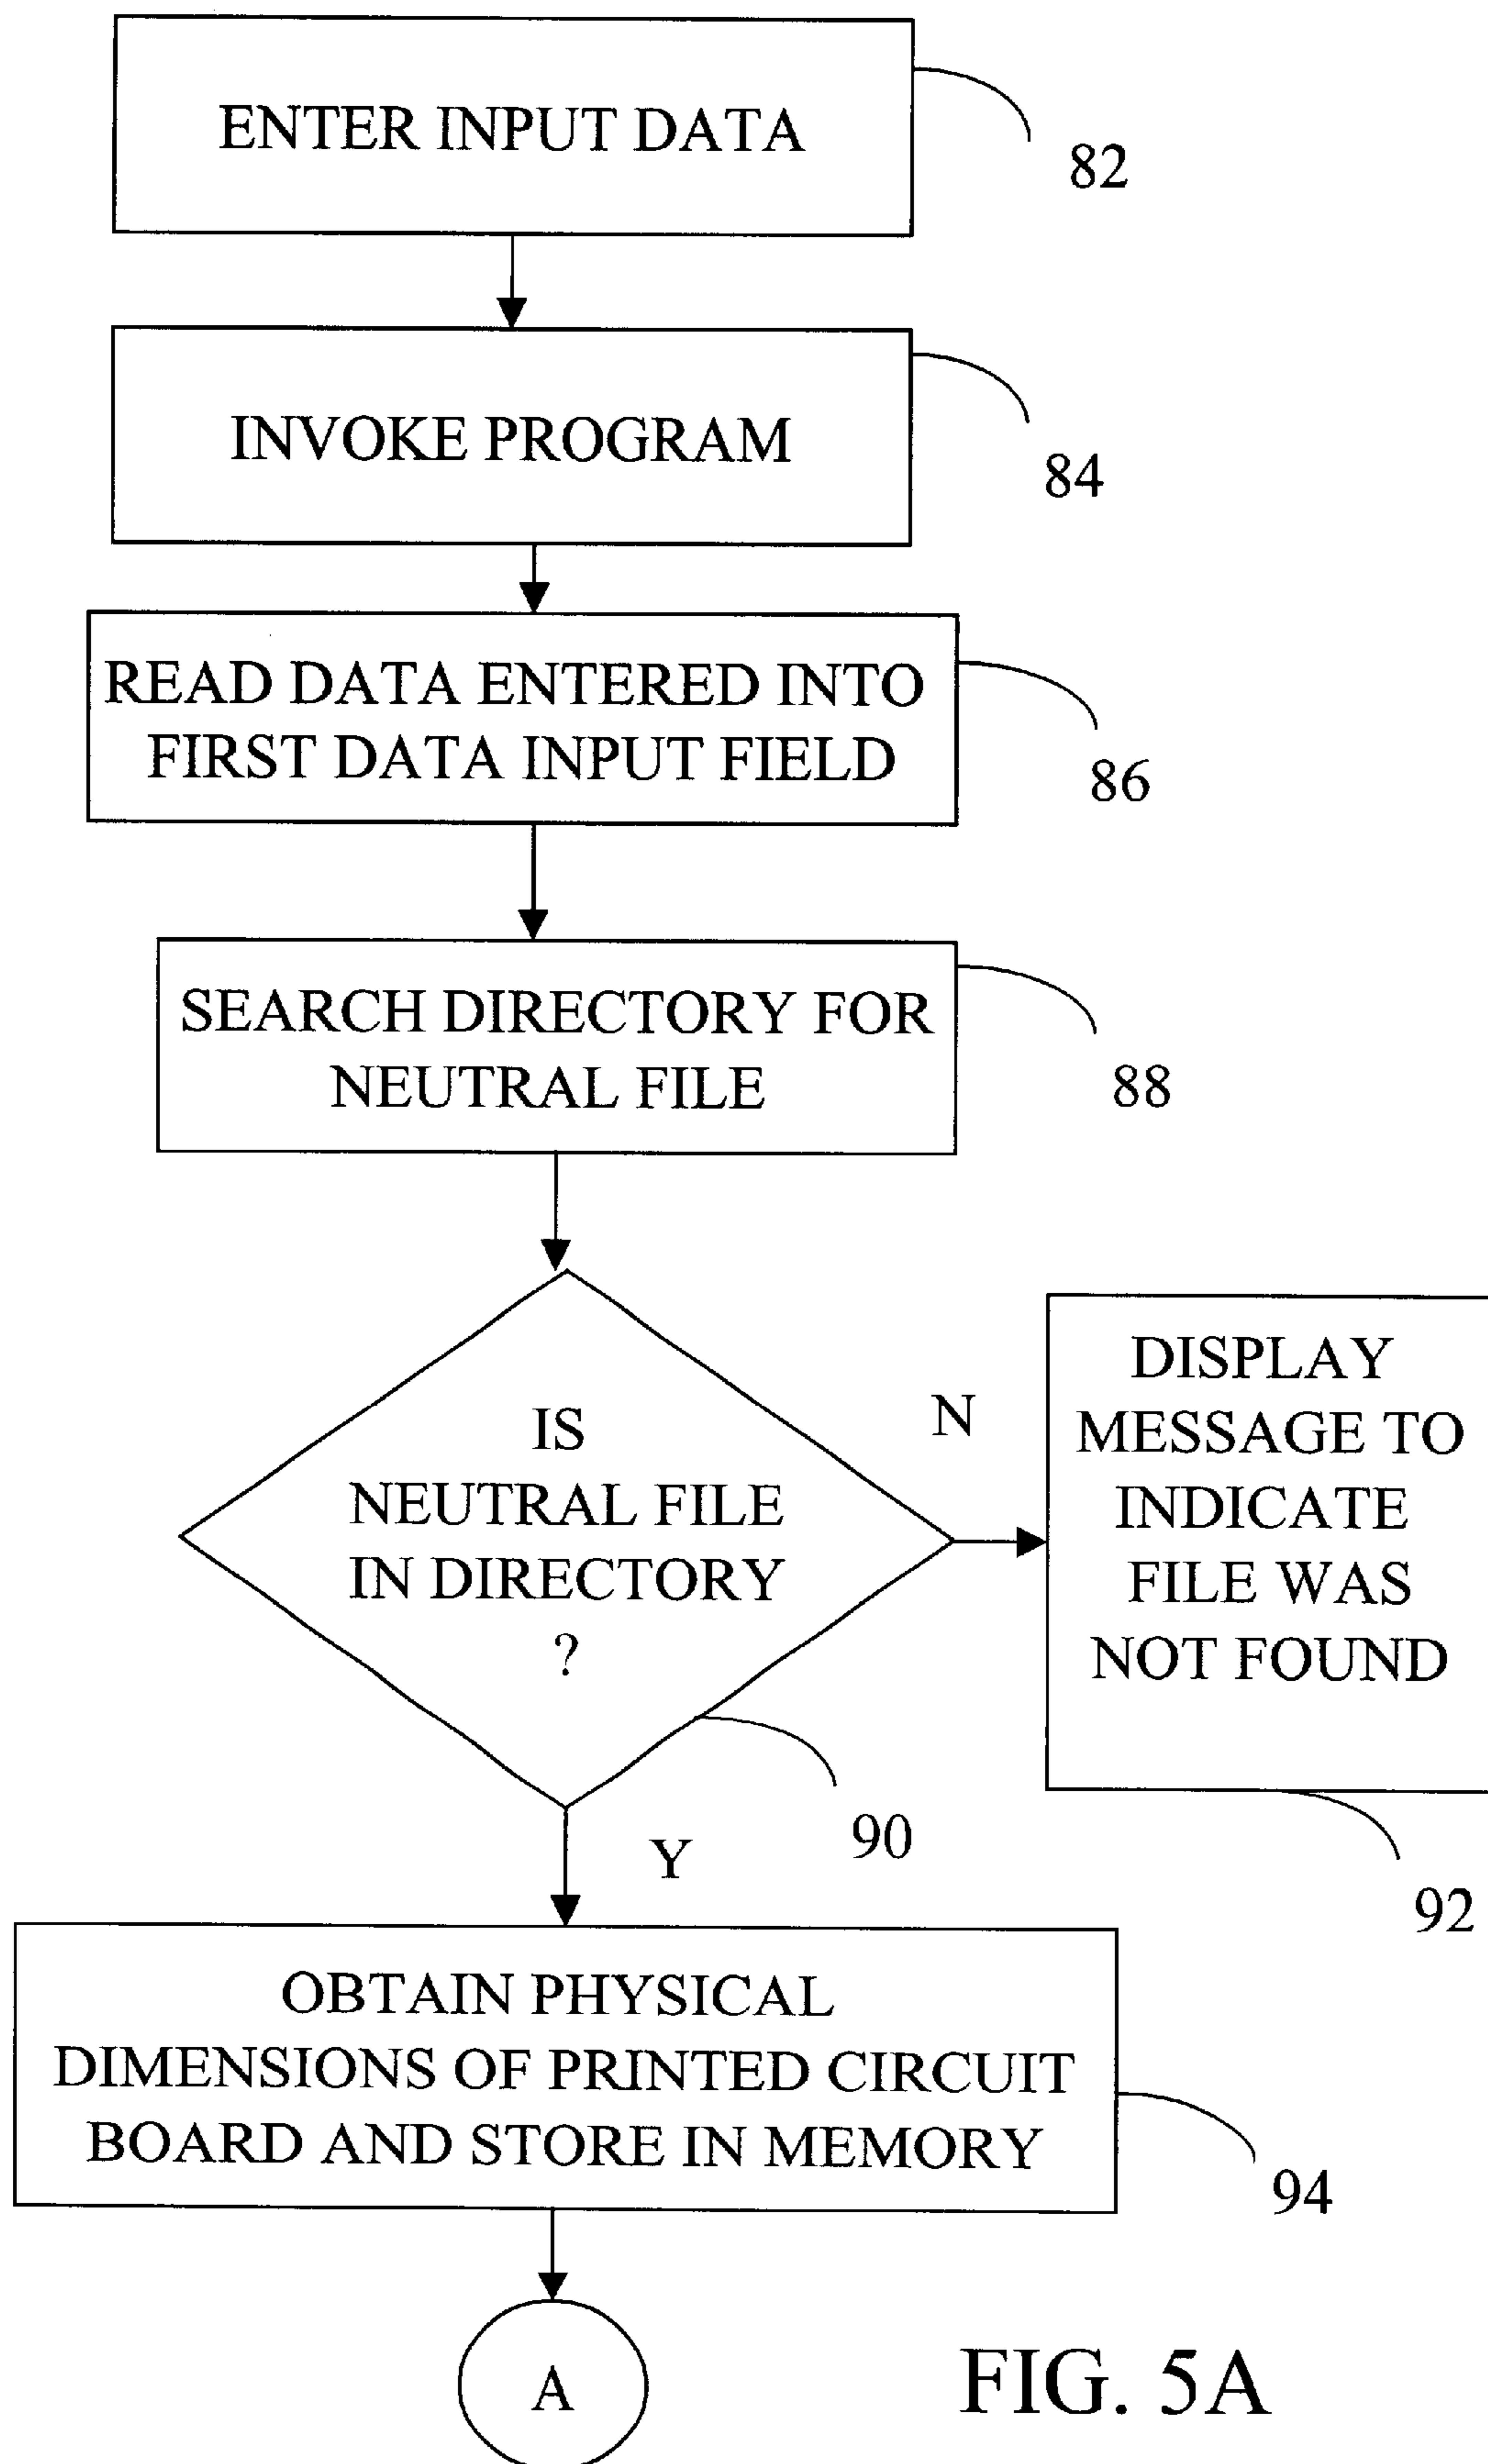 ENTER INPUT DATA
82
INVOKE PROGRAM
84
READ DATA ENTERED INTO
FIRST DATA INPUT FIELD
86
SEARCH DIRECTORY FOR
NEUTRAL FILE
88
IS
NEUTRAL FILE
IN DIRECTORY
?
90
N
DISPLAY
MESSAGE TO
INDICATE
FILE WAS
NOT FOUND
92
Y
OBTAIN PHYSICAL
DIMENSIONS OF PRINTED CIRCUIT
BOARD AND STORE IN MEMORY
94
A
FIG. 5A